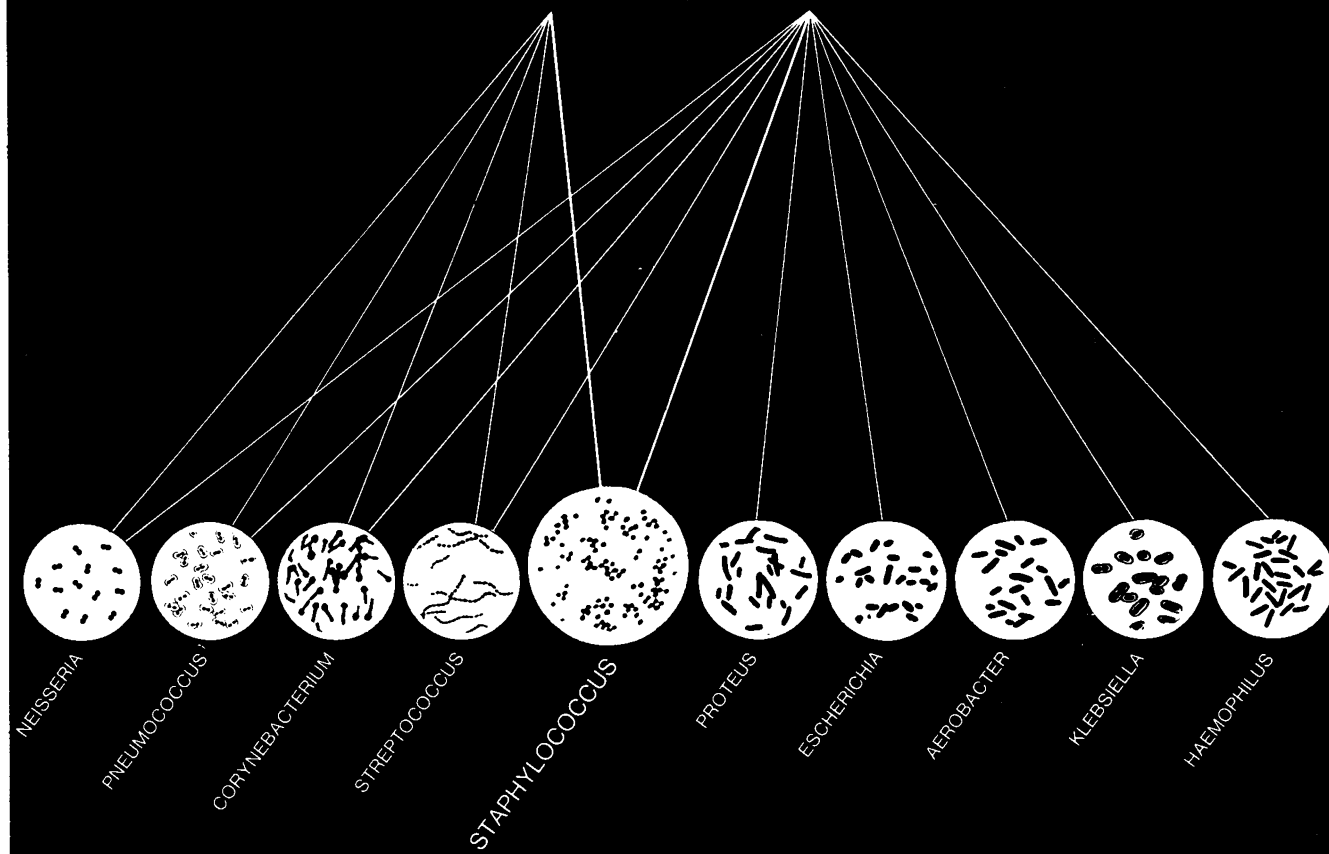 NEISSERIA
PNEUMOCOCCUS
CORYNEBACTERIUM
STREPTOCOCCUS
STAPHYLOCOCCUS
PROTEUS
ESCHERICHIA
AEROBACTER
KLEBSIELLA
HAEMOPHILUS